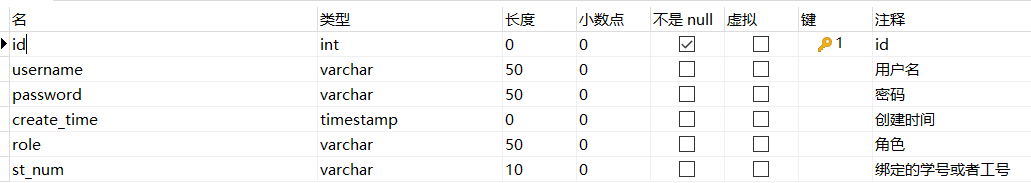 名 类型 长度 小数点 不是 null 虚拟 键 注释
id int 0 0 1 id
username varchar 50 0 用户名
password varchar 50 0 密码
create_time timestamp 0 0 创建时间
role varchar 50 0 角色
st_num varchar 10 0 绑定的学号或者工号